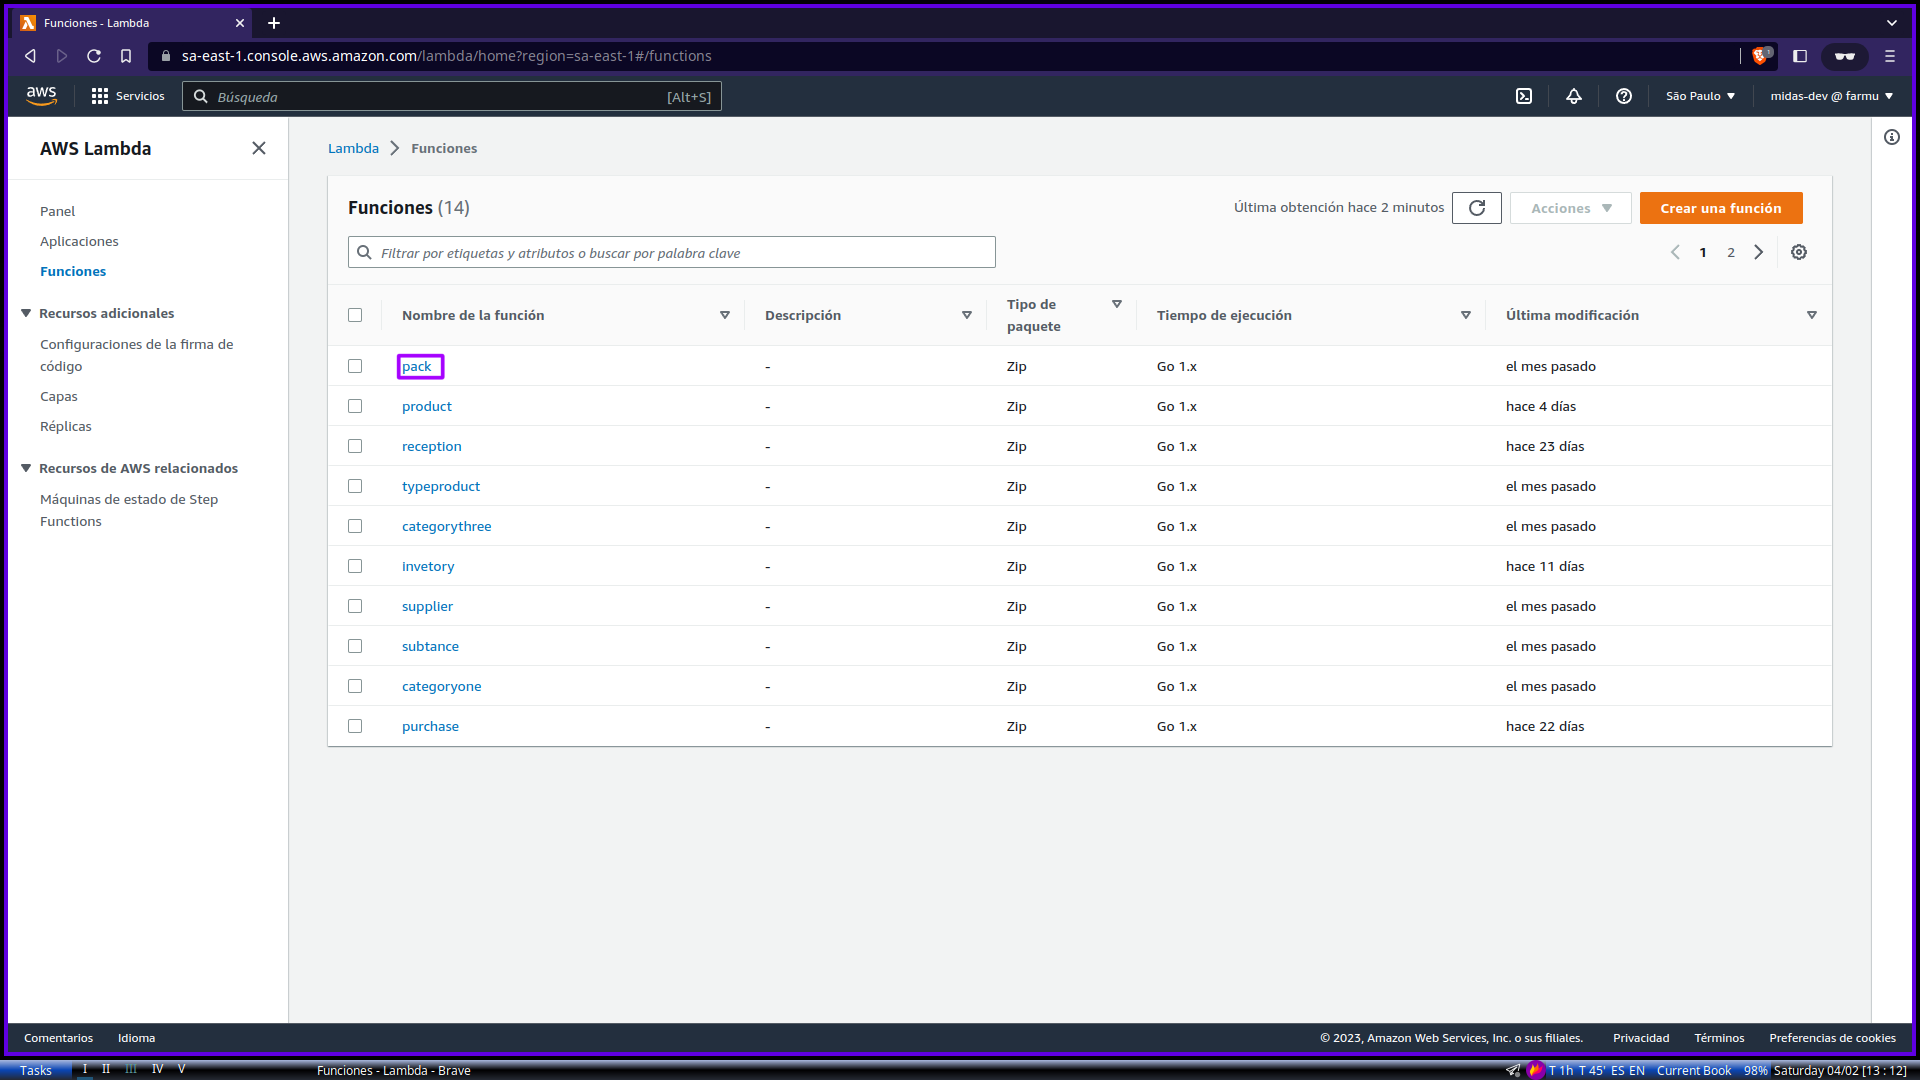 Funciones - Lambda
sa-east-1.console.aws.amazon.com/lambda/home?region=sa-east-1#/functions
aws
Servicios
Búsqueda
[Alt+S]
São Paulo
midas-dev @ farmu
AWS Lambda
Panel
Aplicaciones
Funciones
Recursos adicionales
Configuraciones de la firma de
código
Capas
Réplicas
Recursos de AWS relacionados
Máquinas de estado de Step
Functions
Lambda > Funciones
Funciones (14)
Última obtención hace 2 minutos
Acciones
Crear una función
Filtrar por etiquetas y atributos o buscar por palabra clave
1 2
Nombre de la función Descripción Tipo de paquete Tiempo de ejecución Última modificación
pack - Zip Go 1.x el mes pasado
product - Zip Go 1.x hace 4 días
reception - Zip Go 1.x hace 23 días
typeproduct - Zip Go 1.x el mes pasado
categorythree - Zip Go 1.x el mes pasado
invetory - Zip Go 1.x hace 11 días
supplier - Zip Go 1.x el mes pasado
subtance - Zip Go 1.x el mes pasado
categoryone - Zip Go 1.x el mes pasado
purchase - Zip Go 1.x hace 22 días
Comentarios Idioma © 2023, Amazon Web Services, Inc. o sus filiales. Privacidad Términos Preferencias de cookies
Tasks I II III IV V Funciones - Lambda - Brave T 1h T 45' ES EN Current Book 98% Saturday 04/02 [13 : 12]